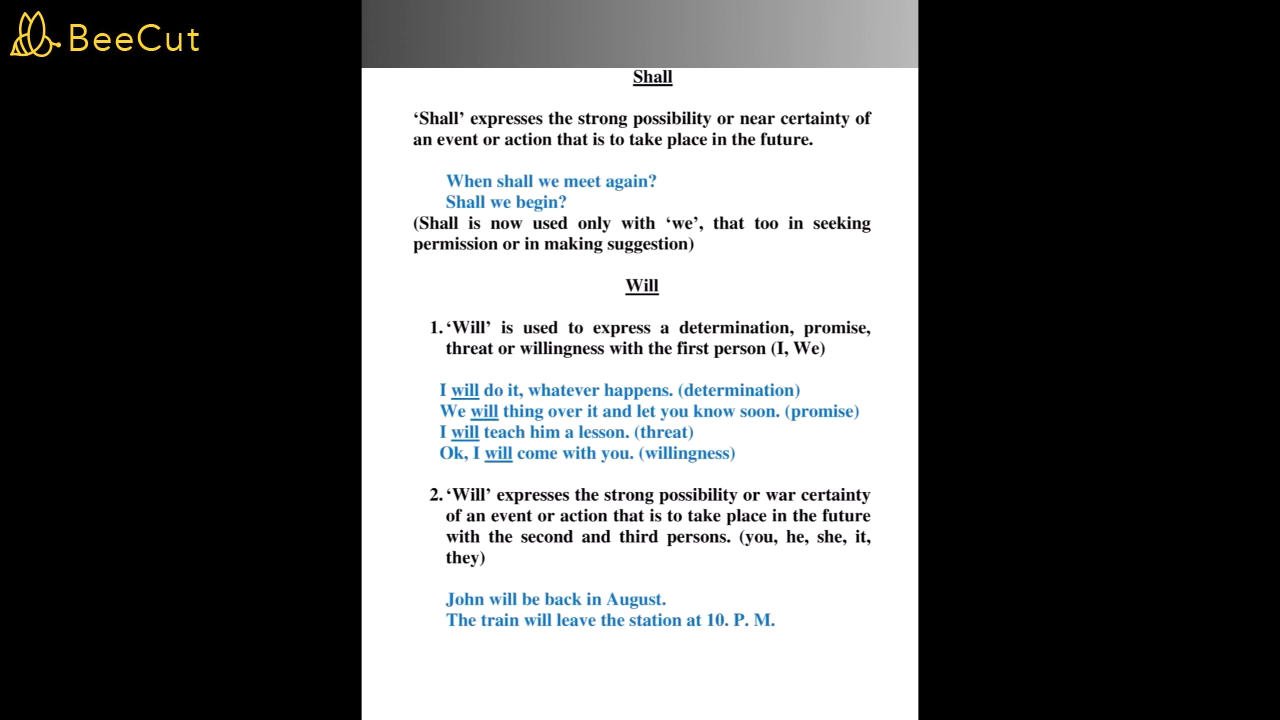 BeeCut
Shall
‘Shall’ expresses the strong possibility or near certainty of
an event or action that is to take place in the future.
When shall we meet again?
Shall we begin?
(Shall is now used only with ‘we’, that too in seeking
permission or in making suggestion)
Will
1. ‘Will’ is used to express a determination, promise,
threat or willingness with the first person (I, We)
I will do it, whatever happens. (determination)
We will thing over it and let you know soon. (promise)
I will teach him a lesson. (threat)
Ok, I will come with you. (willingness)
2. ‘Will’ expresses the strong possibility or war certainty
of an event or action that is to take place in the future
with the second and third persons. (you, he, she, it,
they)
John will be back in August.
The train will leave the station at 10. P. M.